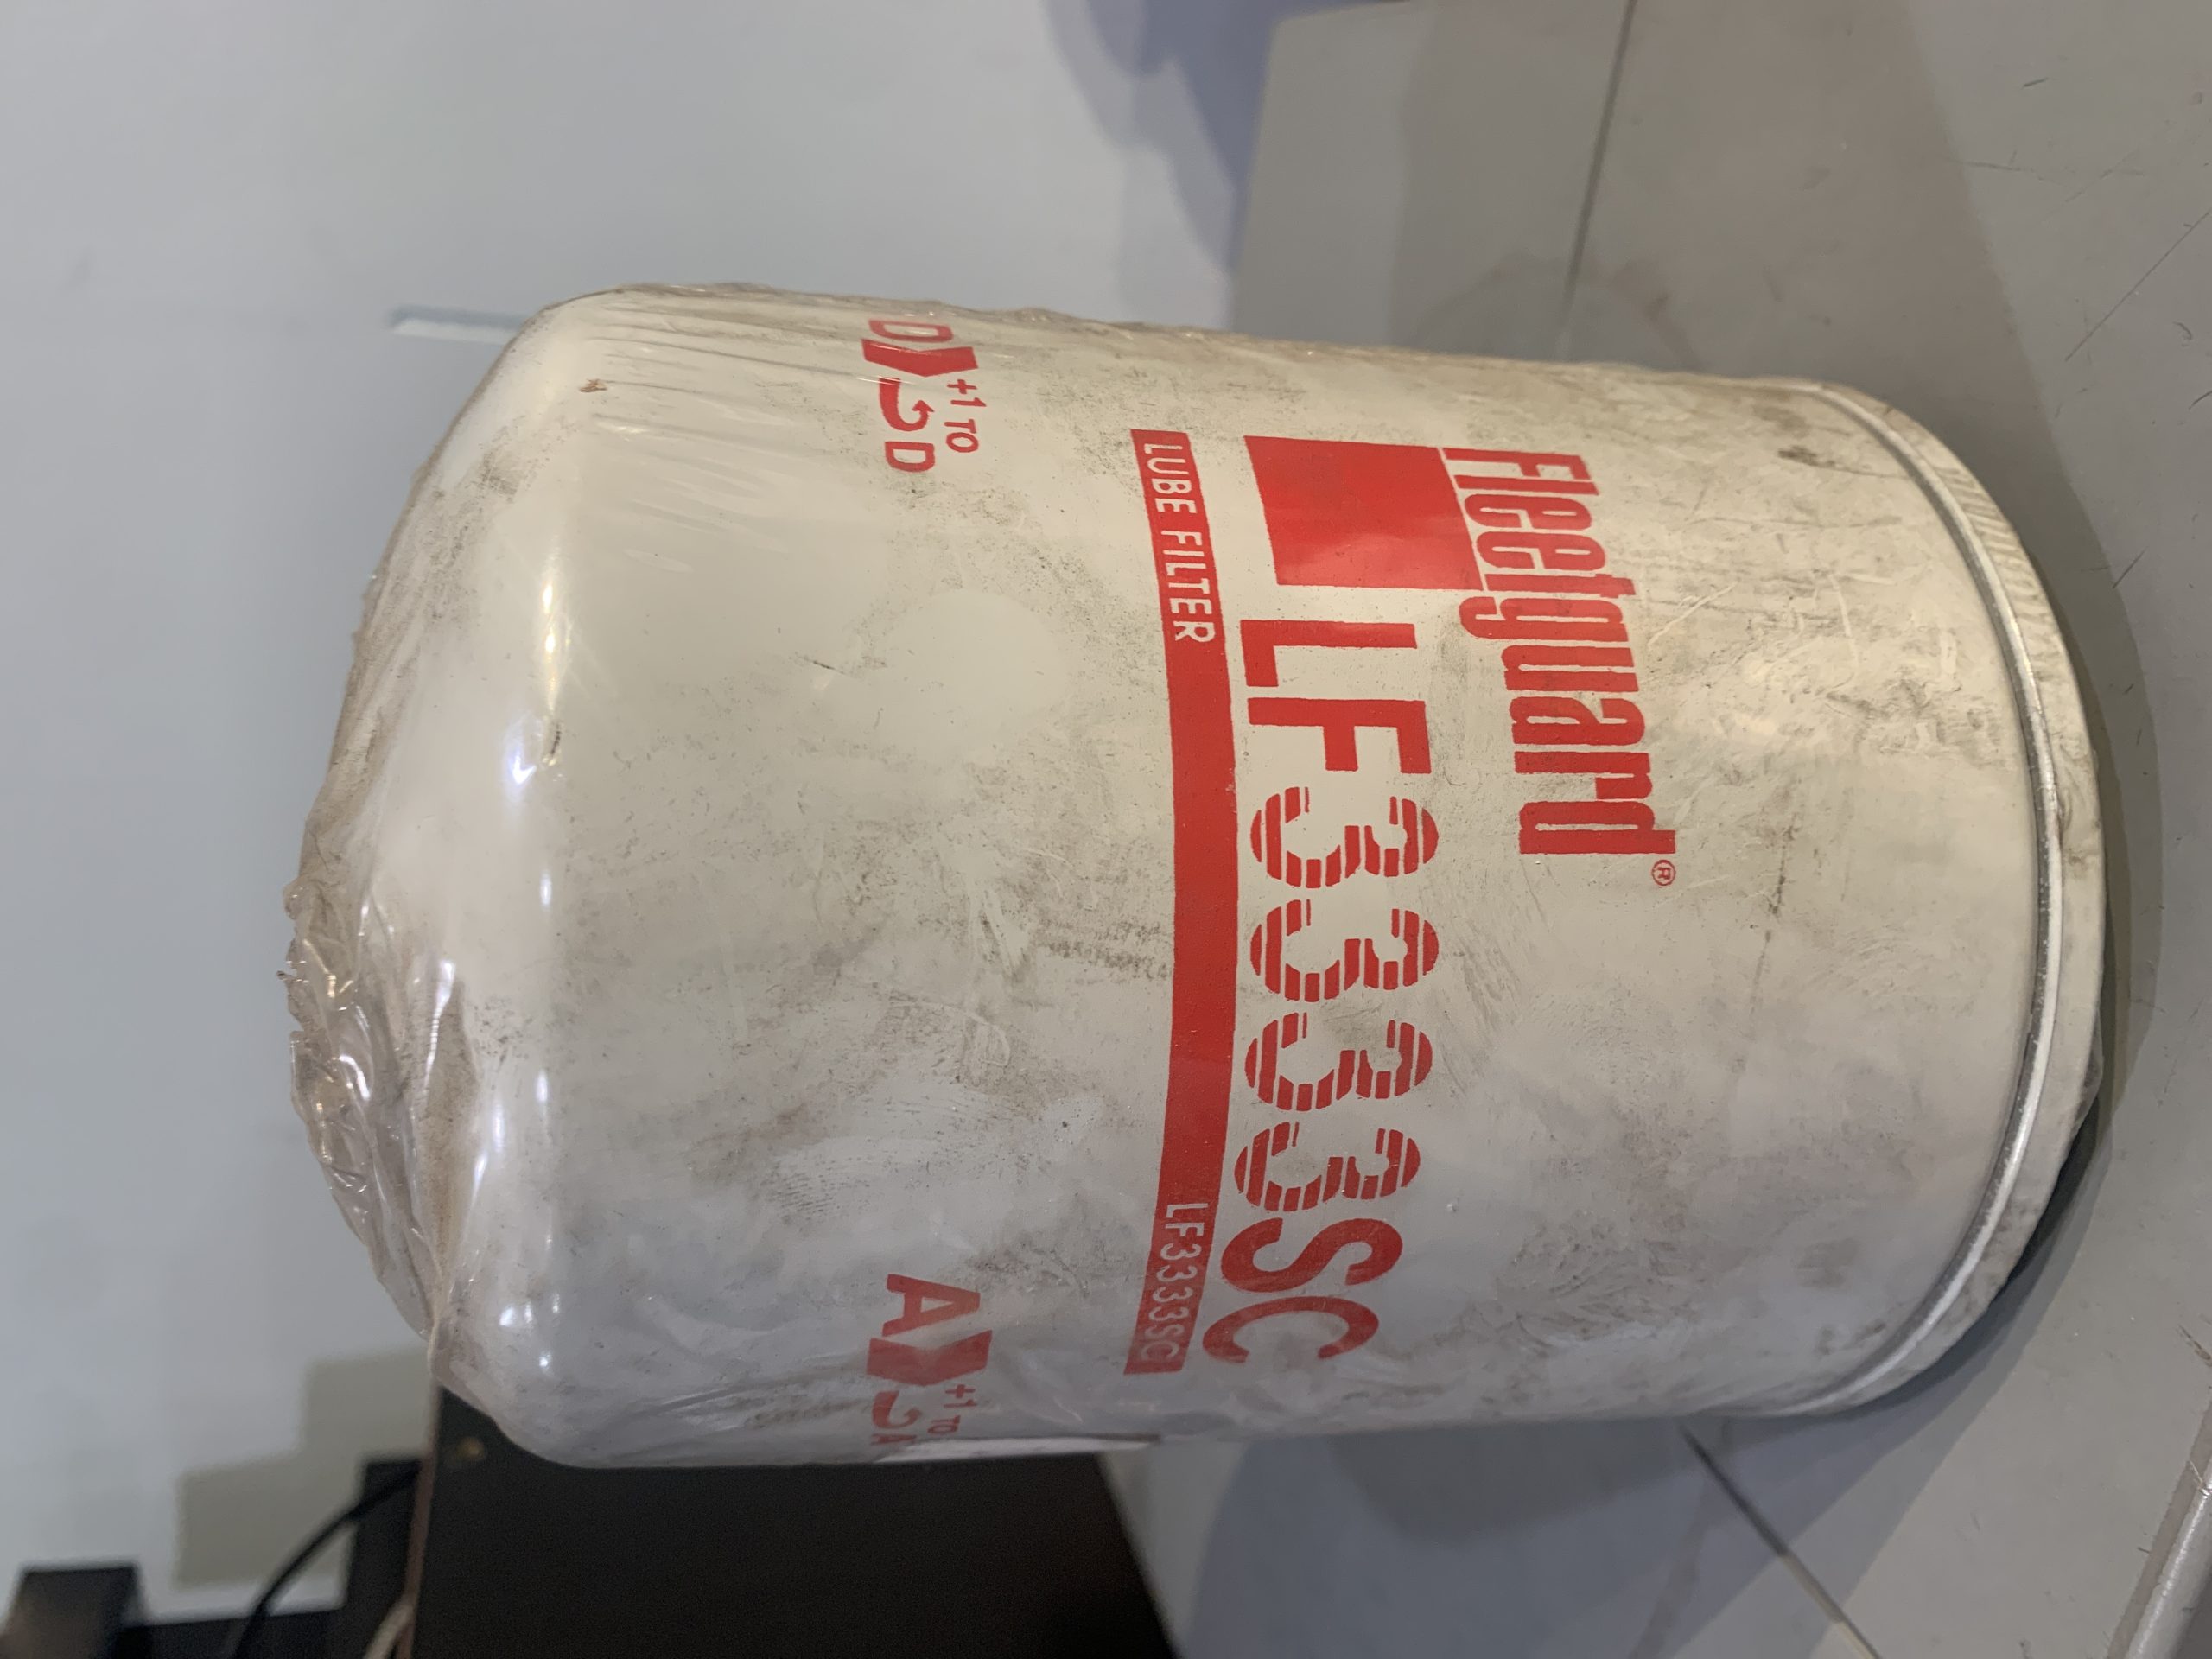 Fleetguard®
LF3333SC
LUBE FILTER LF3333SC
D +1 TO D
A +1 TO A